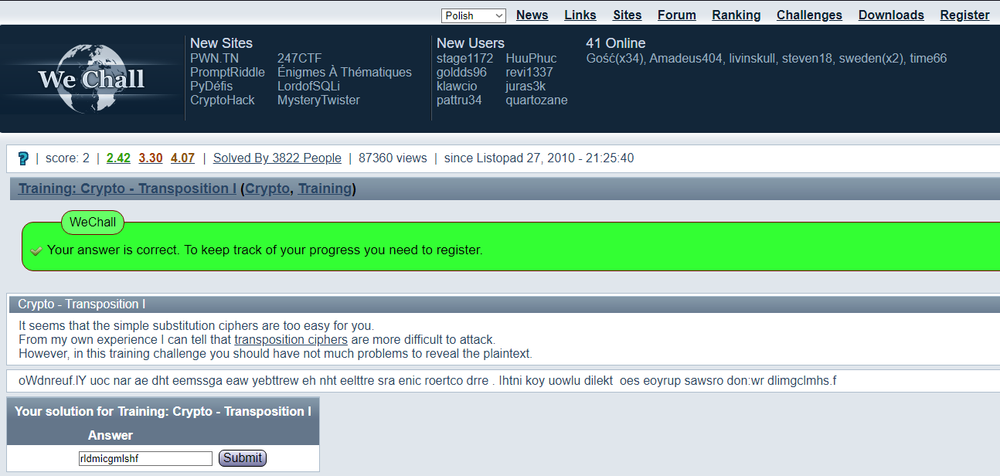 Polish News Links Sites Forum Ranking Challenges Downloads Register
We Chall
New Sites
PWN.TN 247CTF
PromptRiddle Énigmes À Thématiques
PyDéfis LordofSQLi
CryptoHack MysteryTwister
New Users
stage1172 HuuPhuc
goldds96 revi1337
klawcio juras3k
pattru34 quartozane
41 Online
Gość(x34), Amadeus404, livinskull, steven18, sweden(x2), time66
? | score: 2 | 2.42 3.30 4.07 | Solved By 3822 People | 87360 views | since Listopad 27, 2010 - 21:25:40
Training: Crypto - Transposition I (Crypto, Training)
WeChall
Your answer is correct. To keep track of your progress you need to register.
Crypto - Transposition I
It seems that the simple substitution ciphers are too easy for you.
From my own experience I can tell that transposition ciphers are more difficult to attack.
However, in this training challenge you should have not much problems to reveal the plaintext.
oWdnreuf.lY uoc nar ae dht eemssga eaw yebttrew eh nht eelttre sra enic roertco drre . Ihtni koy uowlu dilekt  oes eoyrup sawsro don:wr dlimgclmhs.f
Your solution for Training: Crypto - Transposition I
Answer
rldmicgmlshf Submit